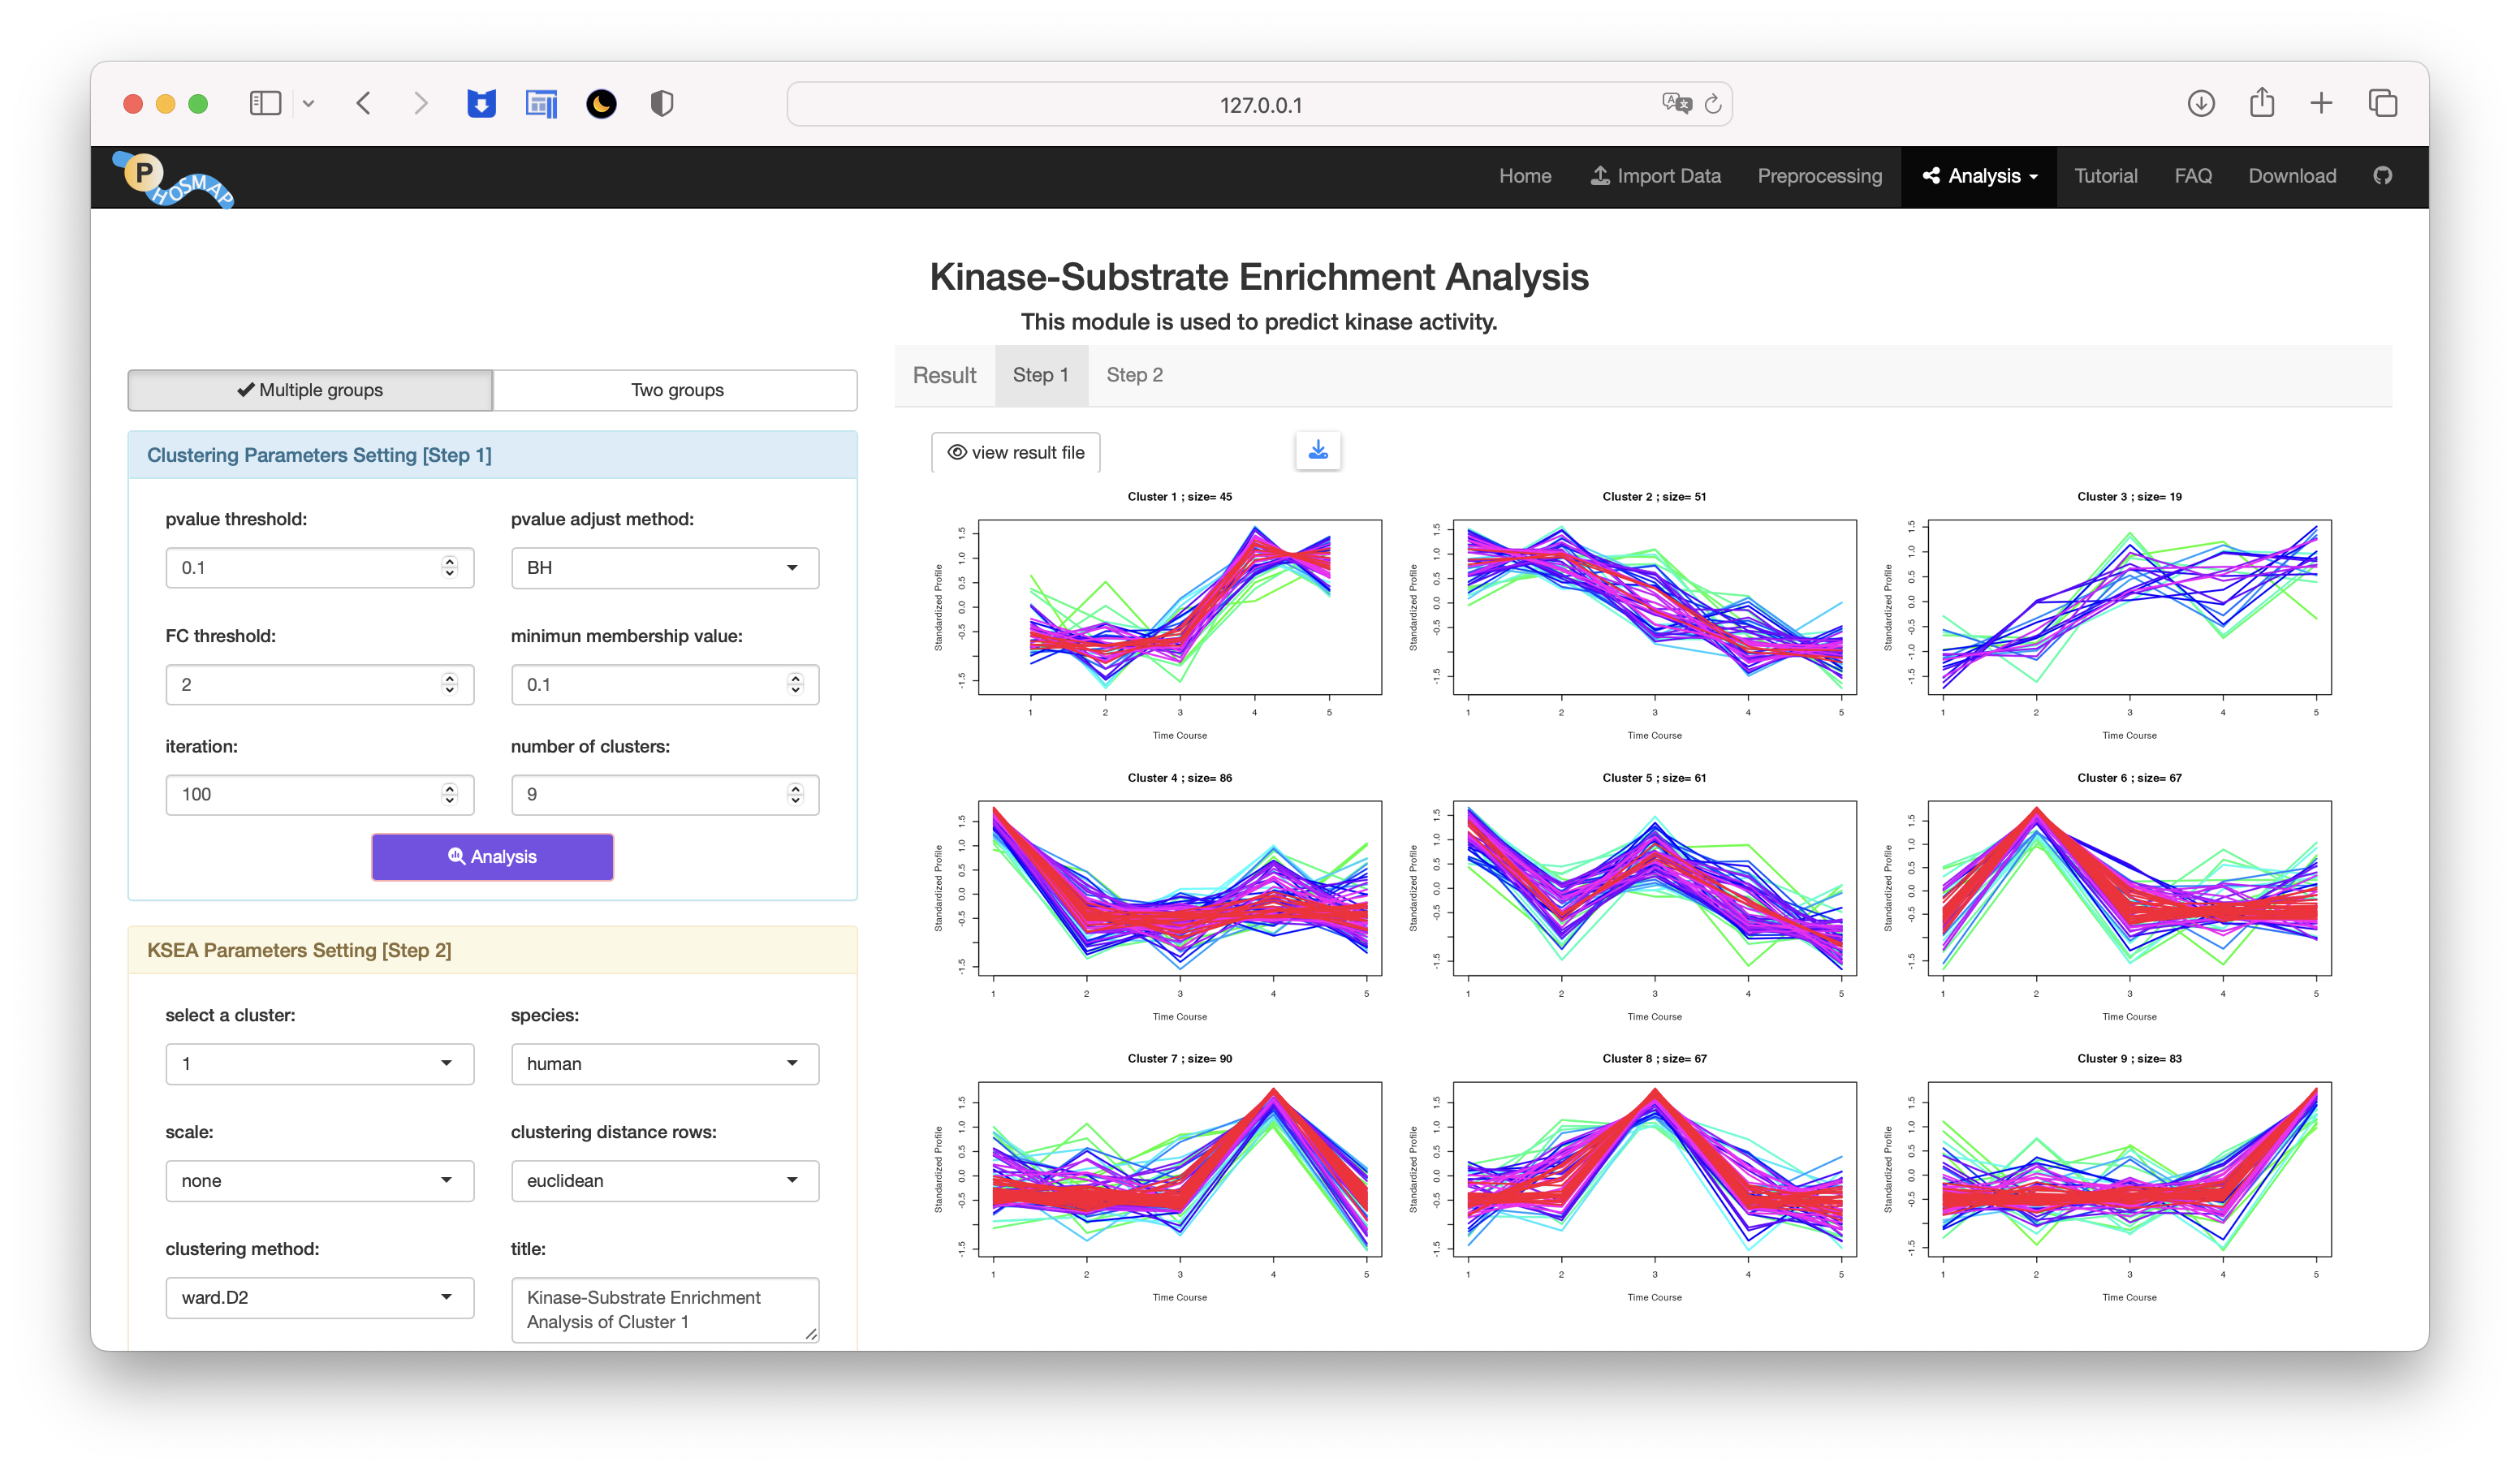 127.0.0.1
PHOSMAP
Home Import Data Preprocessing Analysis Tutorial FAQ Download
Kinase-Substrate Enrichment Analysis
This module is used to predict kinase activity.
Multiple groups Two groups
Result Step 1 Step 2
Clustering Parameters Setting [Step 1]
pvalue threshold: pvalue adjust method:
0.1 BH
FC threshold: minimun membership value:
2 0.1
iteration: number of clusters:
100 9
Analysis
KSEA Parameters Setting [Step 2]
select a cluster: species:
1 human
scale: clustering distance rows:
none euclidean
clustering method: title:
ward.D2 Kinase-Substrate Enrichment
Analysis of Cluster 1
view result file
Cluster 1 ; size= 45
Standardized Profile
-1.5 -0.5 0.0 0.5 1.0 1.5
1 2 3 4 5
Time Course
Cluster 2 ; size= 51
Standardized Profile
-1.5 -0.5 0.0 0.5 1.0 1.5
1 2 3 4 5
Time Course
Cluster 3 ; size= 19
Standardized Profile
-1.5 -1.0 -0.5 0.0 0.5 1.0 1.5
1 2 3 4 5
Time Course
Cluster 4 ; size= 86
Standardized Profile
-1.5 -0.5 0.0 0.5 1.0 1.5
1 2 3 4 5
Time Course
Cluster 5 ; size= 61
Standardized Profile
-1.5 -0.5 0.0 0.5 1.0 1.5
1 2 3 4 5
Time Course
Cluster 6 ; size= 67
Standardized Profile
-1.5 -0.5 0.0 0.5 1.0 1.5
1 2 3 4 5
Time Course
Cluster 7 ; size= 90
Standardized Profile
-1.5 -0.5 0.0 0.5 1.0 1.5
1 2 3 4 5
Time Course
Cluster 8 ; size= 67
Standardized Profile
-1.5 -0.5 0.0 0.5 1.0 1.5
1 2 3 4 5
Time Course
Cluster 9 ; size= 83
Standardized Profile
-1.5 -0.5 0.0 0.5 1.0 1.5
1 2 3 4 5
Time Course